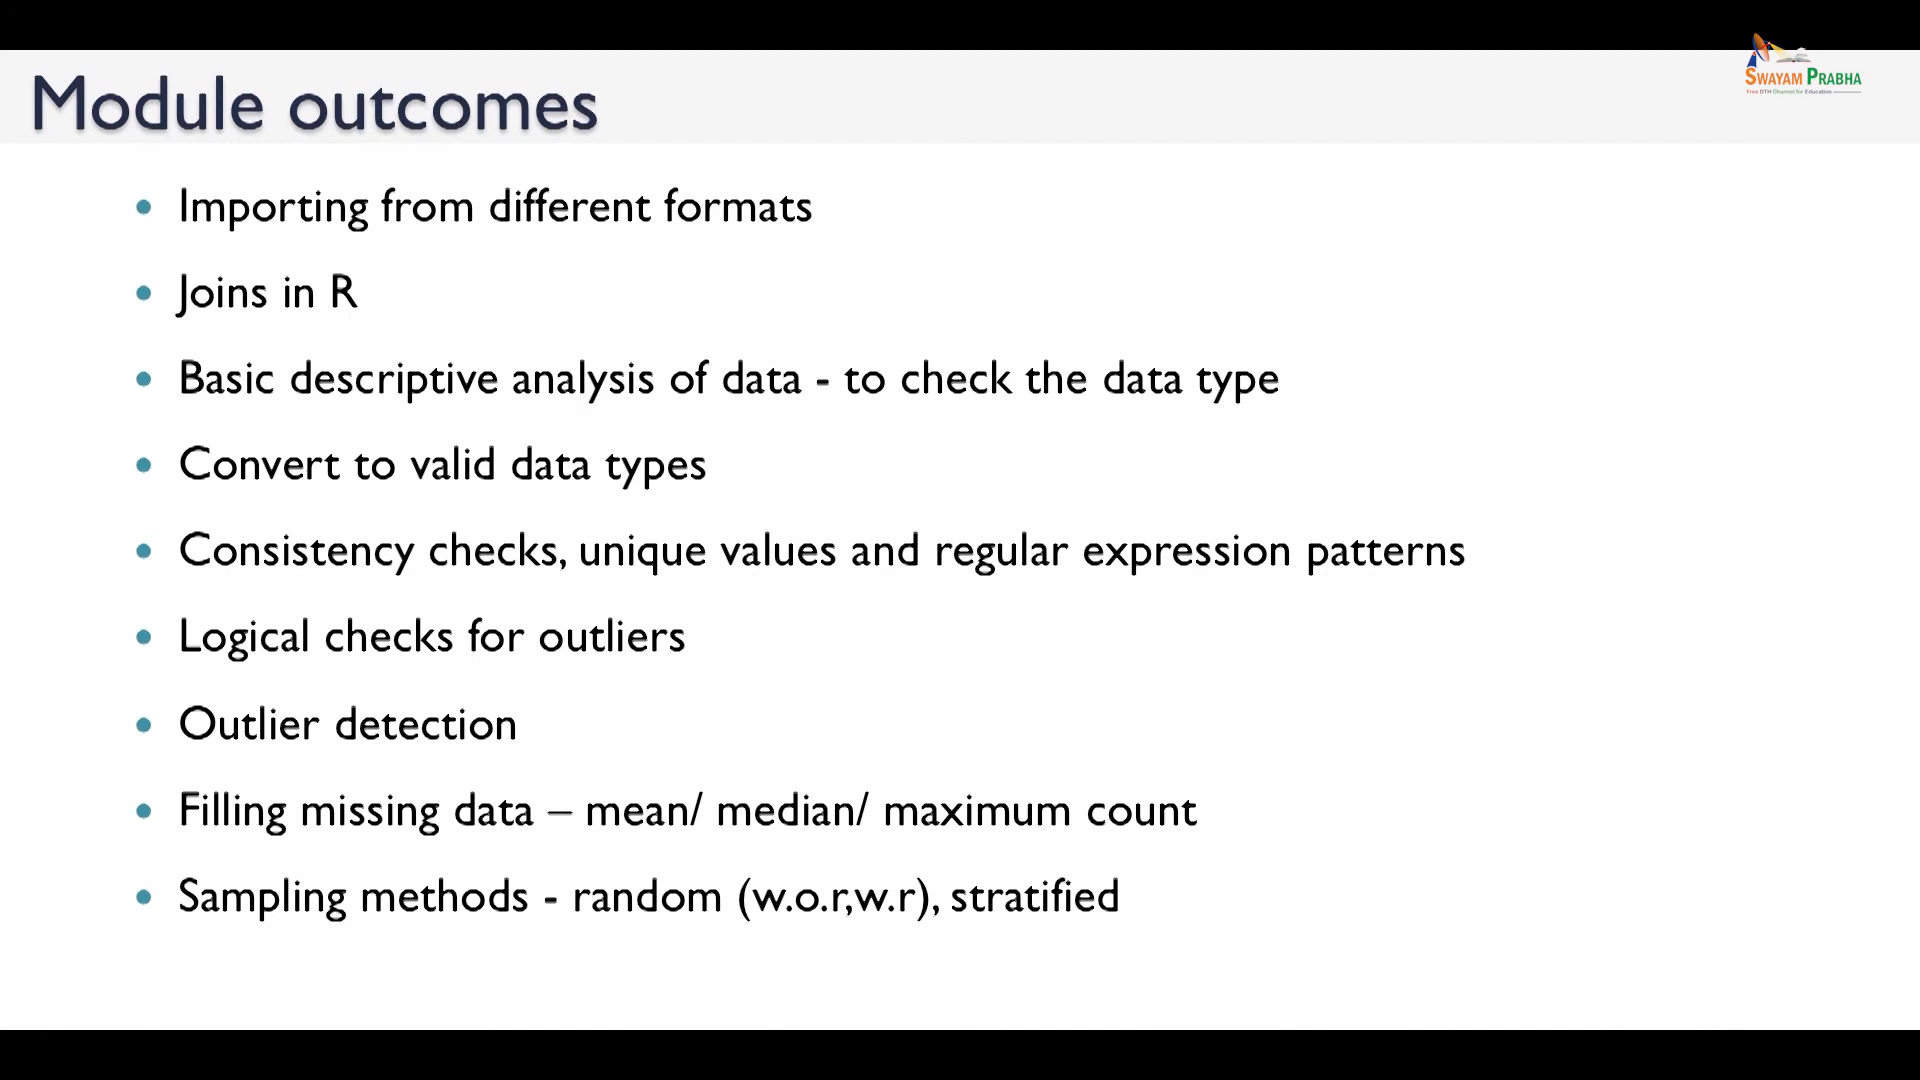 Module outcomes
SWAYAM PRABHA
Free DTH Channel for Education
• Importing from different formats
• Joins in R
• Basic descriptive analysis of data - to check the data type
• Convert to valid data types
• Consistency checks, unique values and regular expression patterns
• Logical checks for outliers
• Outlier detection
• Filling missing data – mean/ median/ maximum count
• Sampling methods - random (w.o.r,w.r), stratified